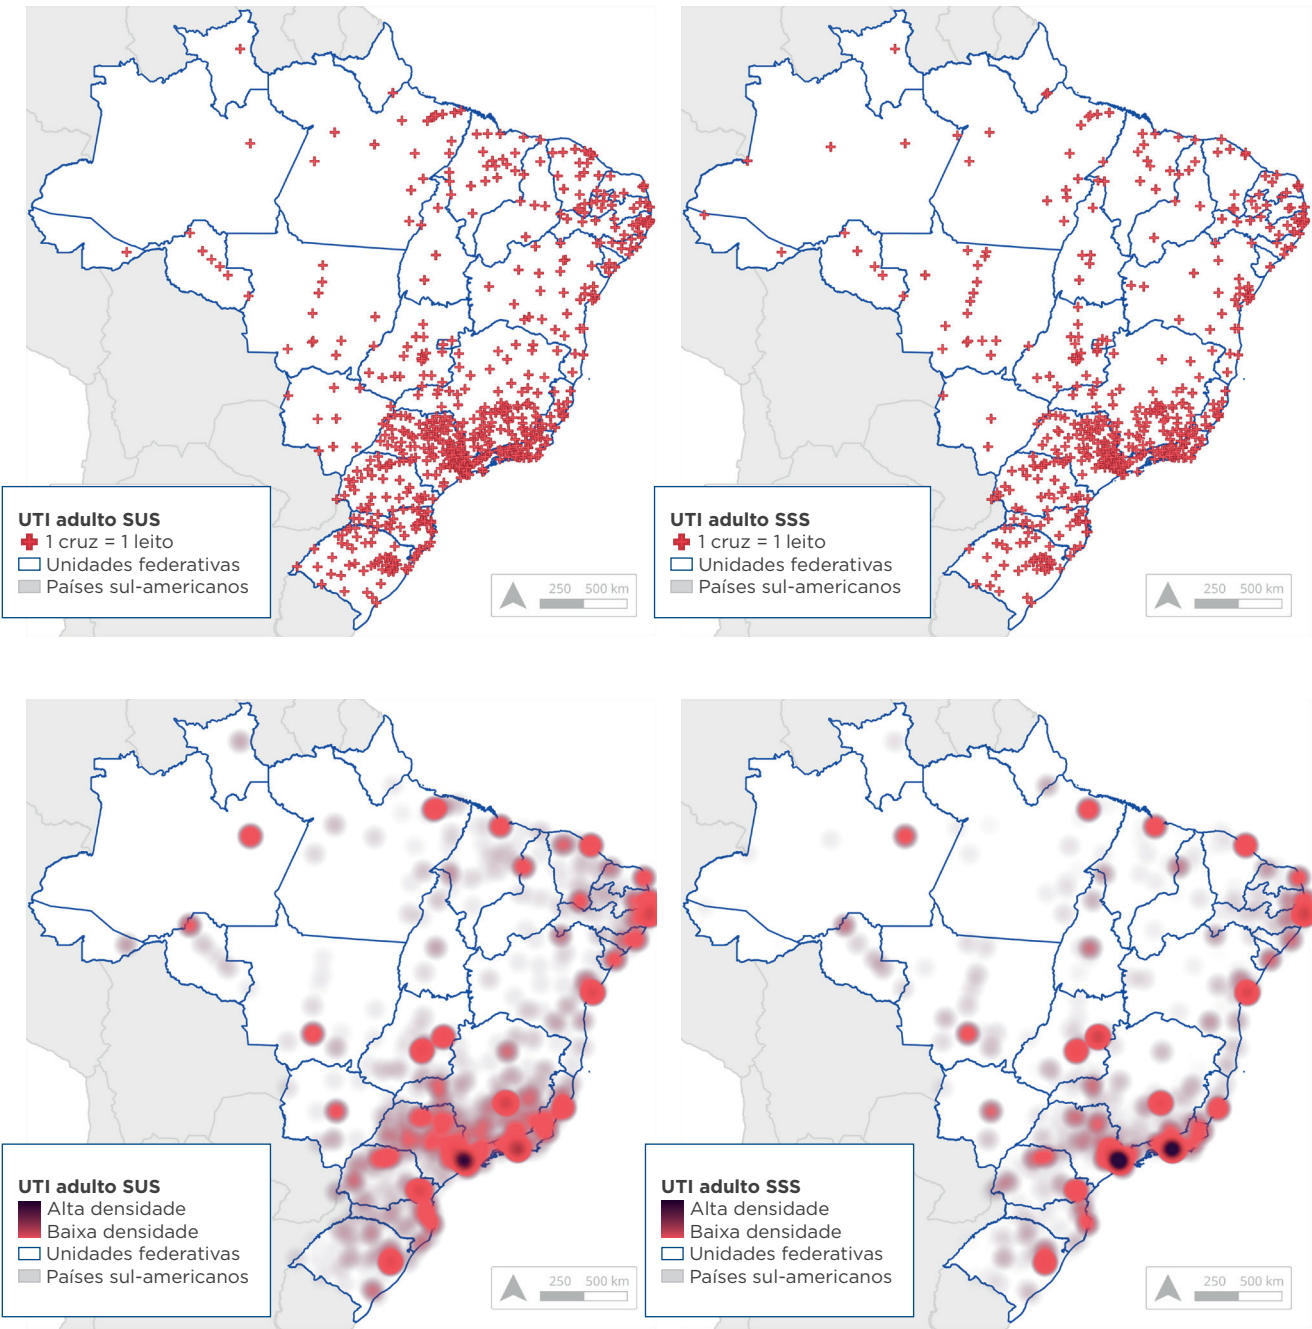 UTI adulto SUS
1 cruz = 1 leito
Unidades federativas
Países sul-americanos
250 500 km
UTI adulto SSS
1 cruz = 1 leito
Unidades federativas
Países sul-americanos
250 500 km
UTI adulto SUS
Alta densidade
Baixa densidade
Unidades federativas
Países sul-americanos
250 500 km
UTI adulto SSS
Alta densidade
Baixa densidade
Unidades federativas
Países sul-americanos
250 500 km